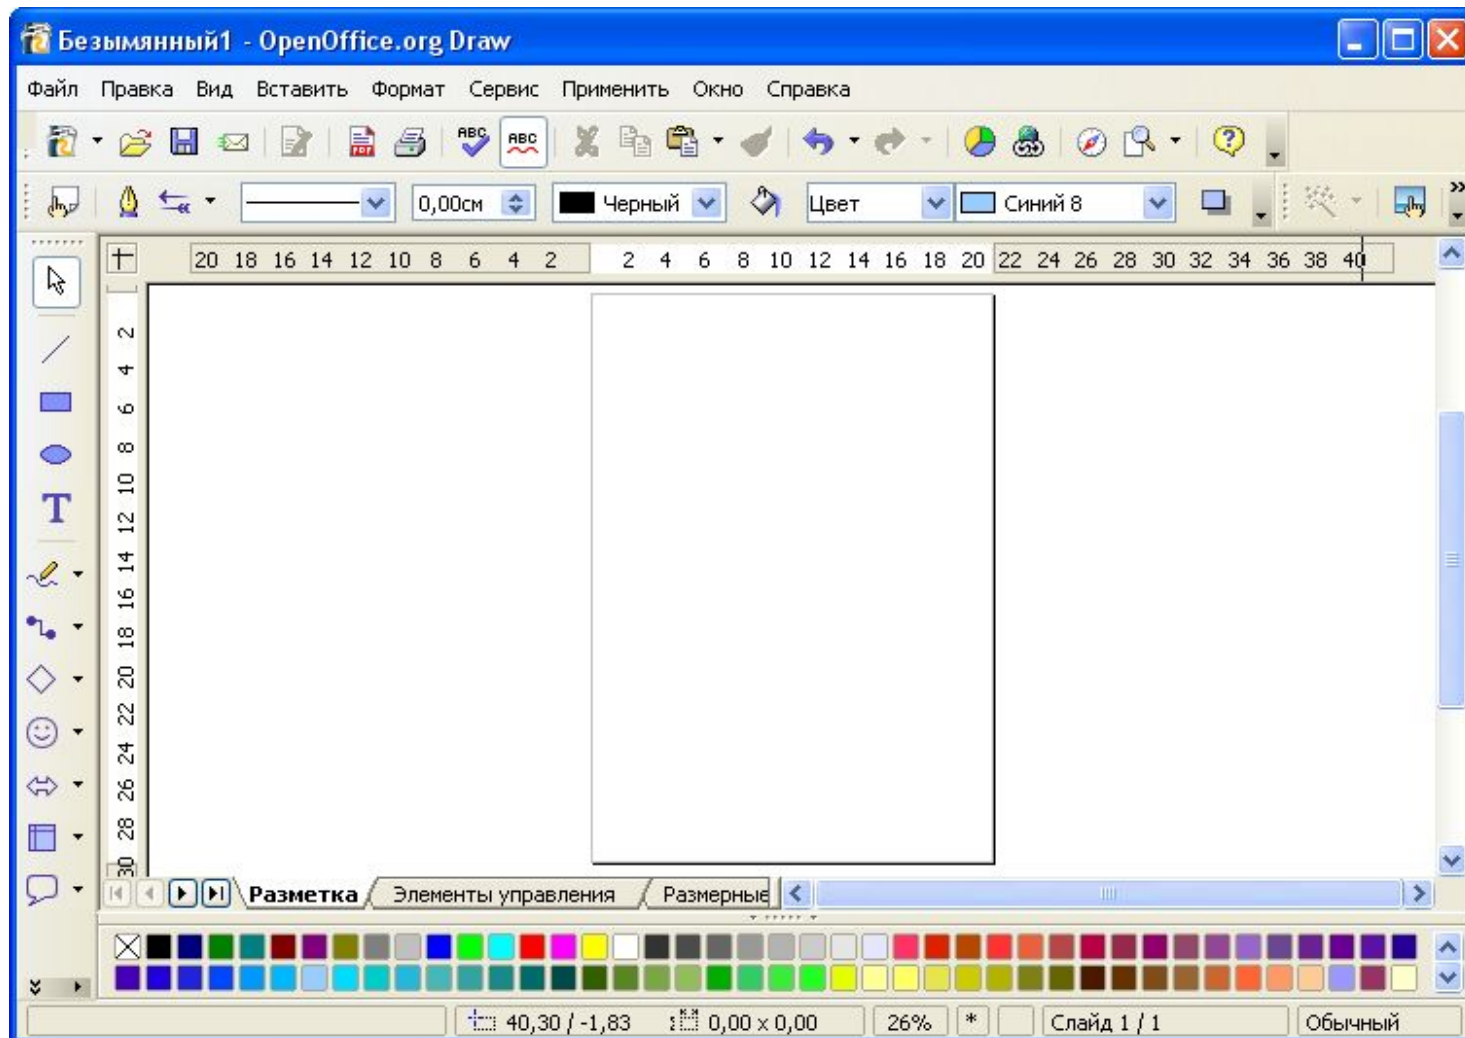 Безымянный1 - OpenOffice.org Draw
Файл Правка Вид Вставить Формат Сервис Применить Окно Справка
PDF ABC ABC
0,00см Черный Цвет Синий 8
20 18 16 14 12 10 8 6 4 2 2 4 6 8 10 12 14 16 18 20 22 24 26 28 30 32 34 36 38 40
2
4
6
8
10
12
14
16
18
20
22
24
26
28
30
T
Разметка Элементы управления Размерные
40,30 / -1,83 0,00 x 0,00 26% * Слайд 1 / 1 Обычный